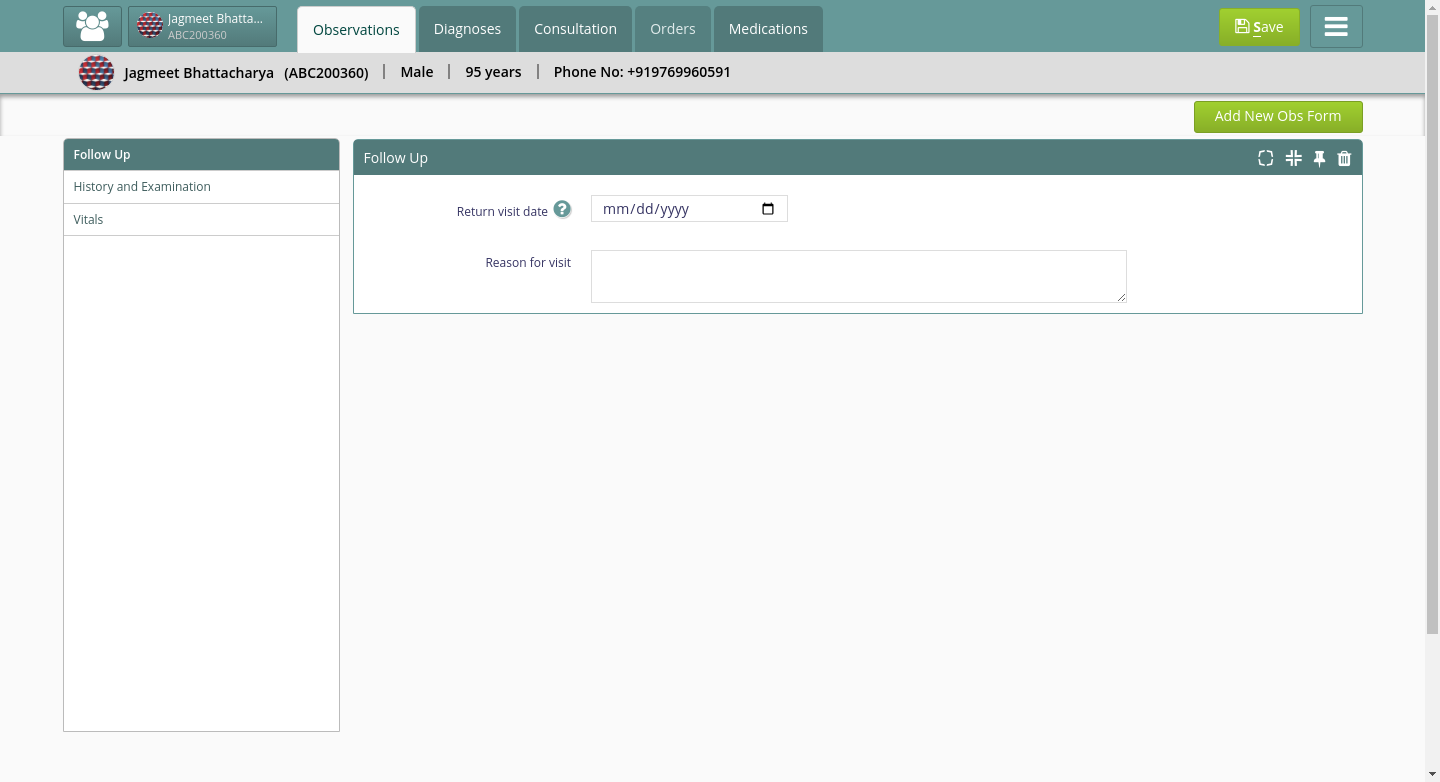 Jagmeet Bhatta...
ABC200360
Observations
Diagnoses
Consultation
Orders
Medications
Save
Jagmeet Bhattacharya (ABC200360) | Male | 95 years | Phone No: +919769960591
Add New Obs Form
Follow Up
History and Examination
Vitals
Follow Up
Return visit date ?
mm/dd/yyyy
Reason for visit